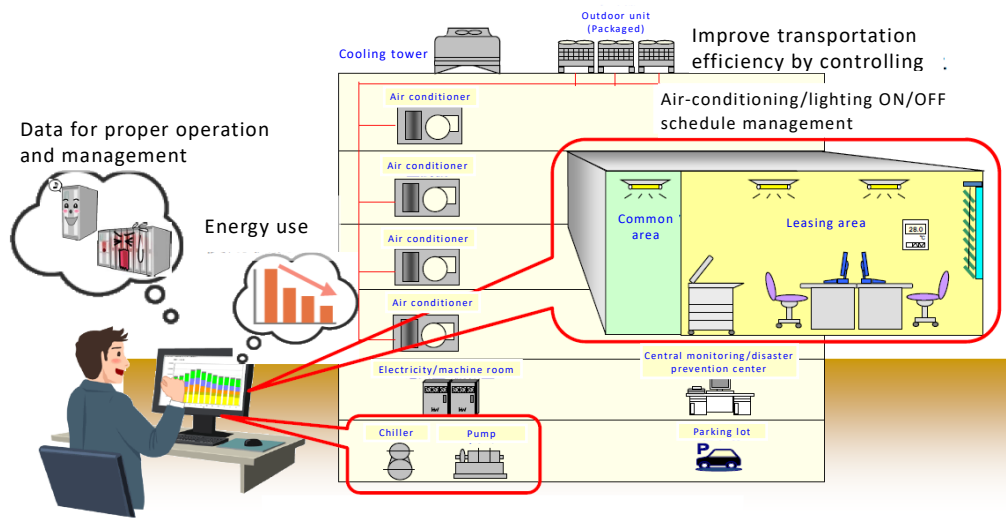 Outdoor unit
(Packaged)
Cooling tower
Improve transportation
efficiency by controlling
Air conditioner
Air-conditioning/lighting ON/OFF
schedule management
Data for proper operation
and management
Air conditioner
Energy use
Common
area
Leasing area
28.0
℃
Air conditioner
Air conditioner
Electricity/machine room
Central monitoring/disaster
prevention center
Chiller
Pump
Parking lot
P